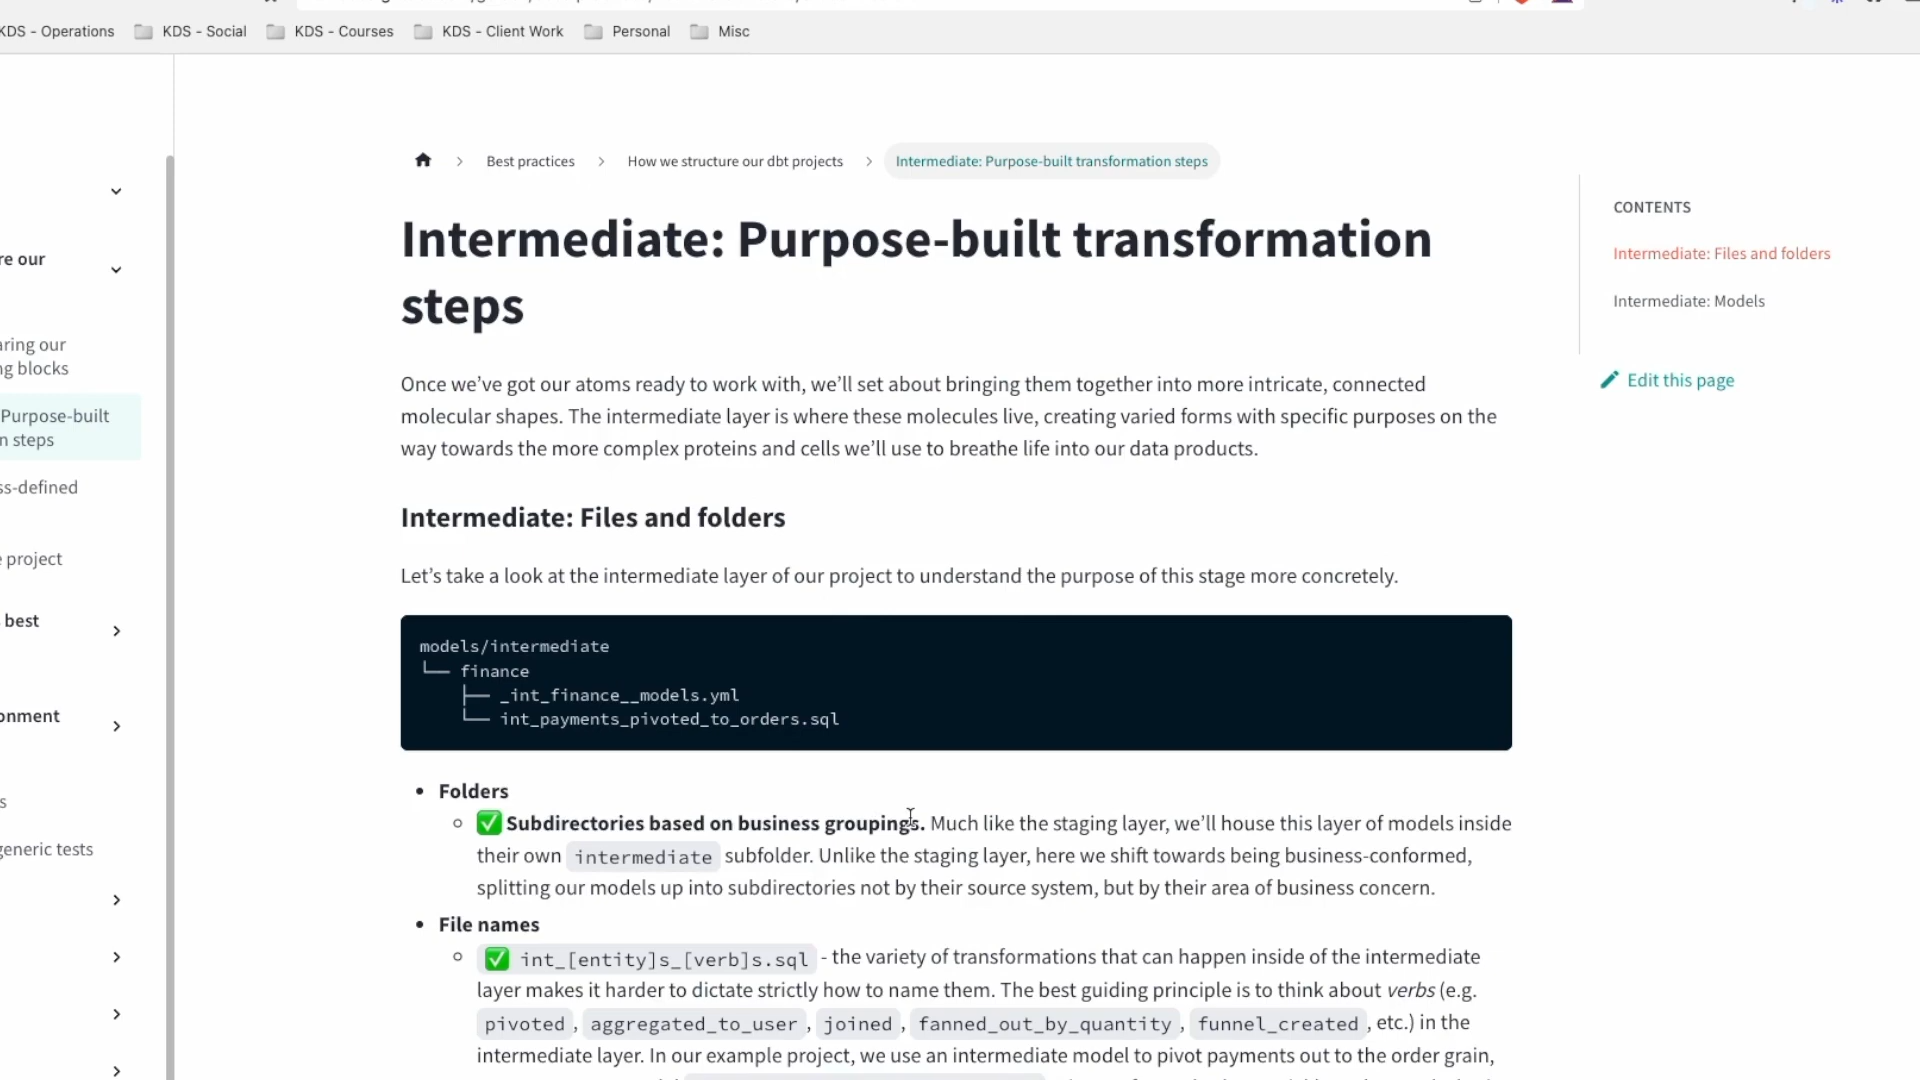 KDS - Operations
KDS - Social
KDS - Courses
KDS - Client Work
Personal
Misc
Best practices
How we structure our dbt projects
Intermediate: Purpose-built transformation steps
Intermediate: Purpose-built transformation
steps
Once we’ve got our atoms ready to work with, we’ll set about bringing them together into more intricate, connected
molecular shapes. The intermediate layer is where these molecules live, creating varied forms with specific purposes on the
way towards the more complex proteins and cells we’ll use to breathe life into our data products.
Intermediate: Files and folders
Let’s take a look at the intermediate layer of our project to understand the purpose of this stage more concretely.
models/intermediate
└── finance
├── _int_finance__models.yml
└── int_payments_pivoted_to_orders.sql
• Folders
✅ Subdirectories based on business groupings. Much like the staging layer, we’ll house this layer of models inside
their own intermediate subfolder. Unlike the staging layer, here we shift towards being business-conformed,
splitting our models up into subdirectories not by their source system, but by their area of business concern.
• File names
✅ int_[entity]s_[verb]s.sql - the variety of transformations that can happen inside of the intermediate
layer makes it harder to dictate strictly how to name them. The best guiding principle is to think about verbs (e.g.
pivoted, aggregated_to_user, joined, fanned_out_by_quantity, funnel_created, etc.) in the
intermediate layer. In our example project, we use an intermediate model to pivot payments out to the order grain,
CONTENTS
Intermediate: Files and folders
Intermediate: Models
Edit this page
re our
aring our
ng blocks
Purpose-built
n steps
ss-defined
e project
best
onment
s
generic tests